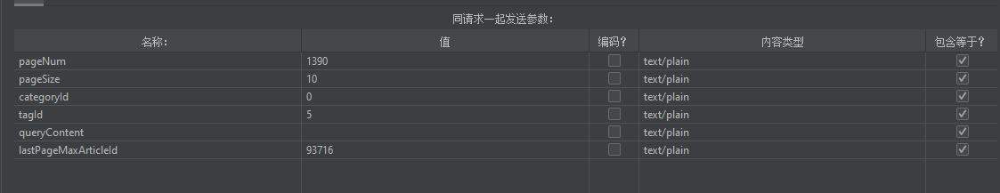 同请求一起发送参数：
名称： 值 编码？ 内容类型 包含等于？
pageNum 1390 text/plain
pageSize 10 text/plain
categoryId 0 text/plain
tagId 5 text/plain
queryContent text/plain
lastPageMaxArticleId 93716 text/plain